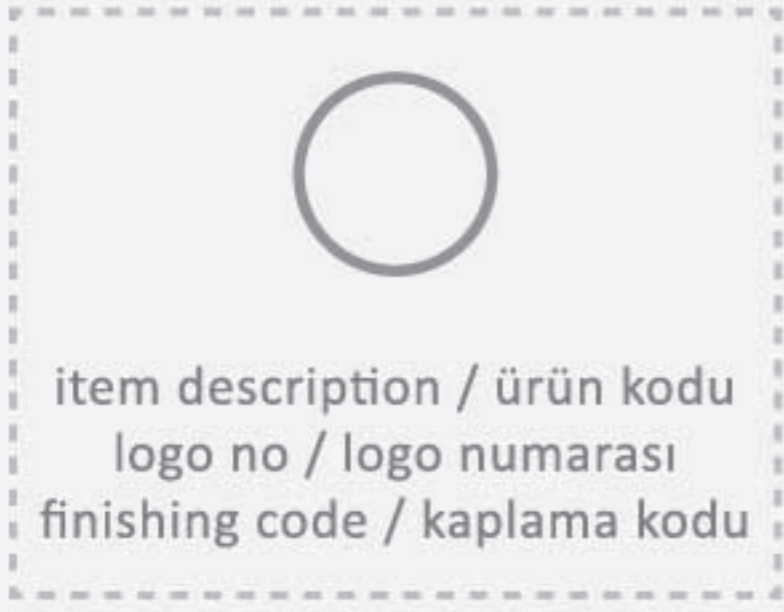 item description / ürün kodu
logo no / logo numarası
finishing code / kaplama kodu